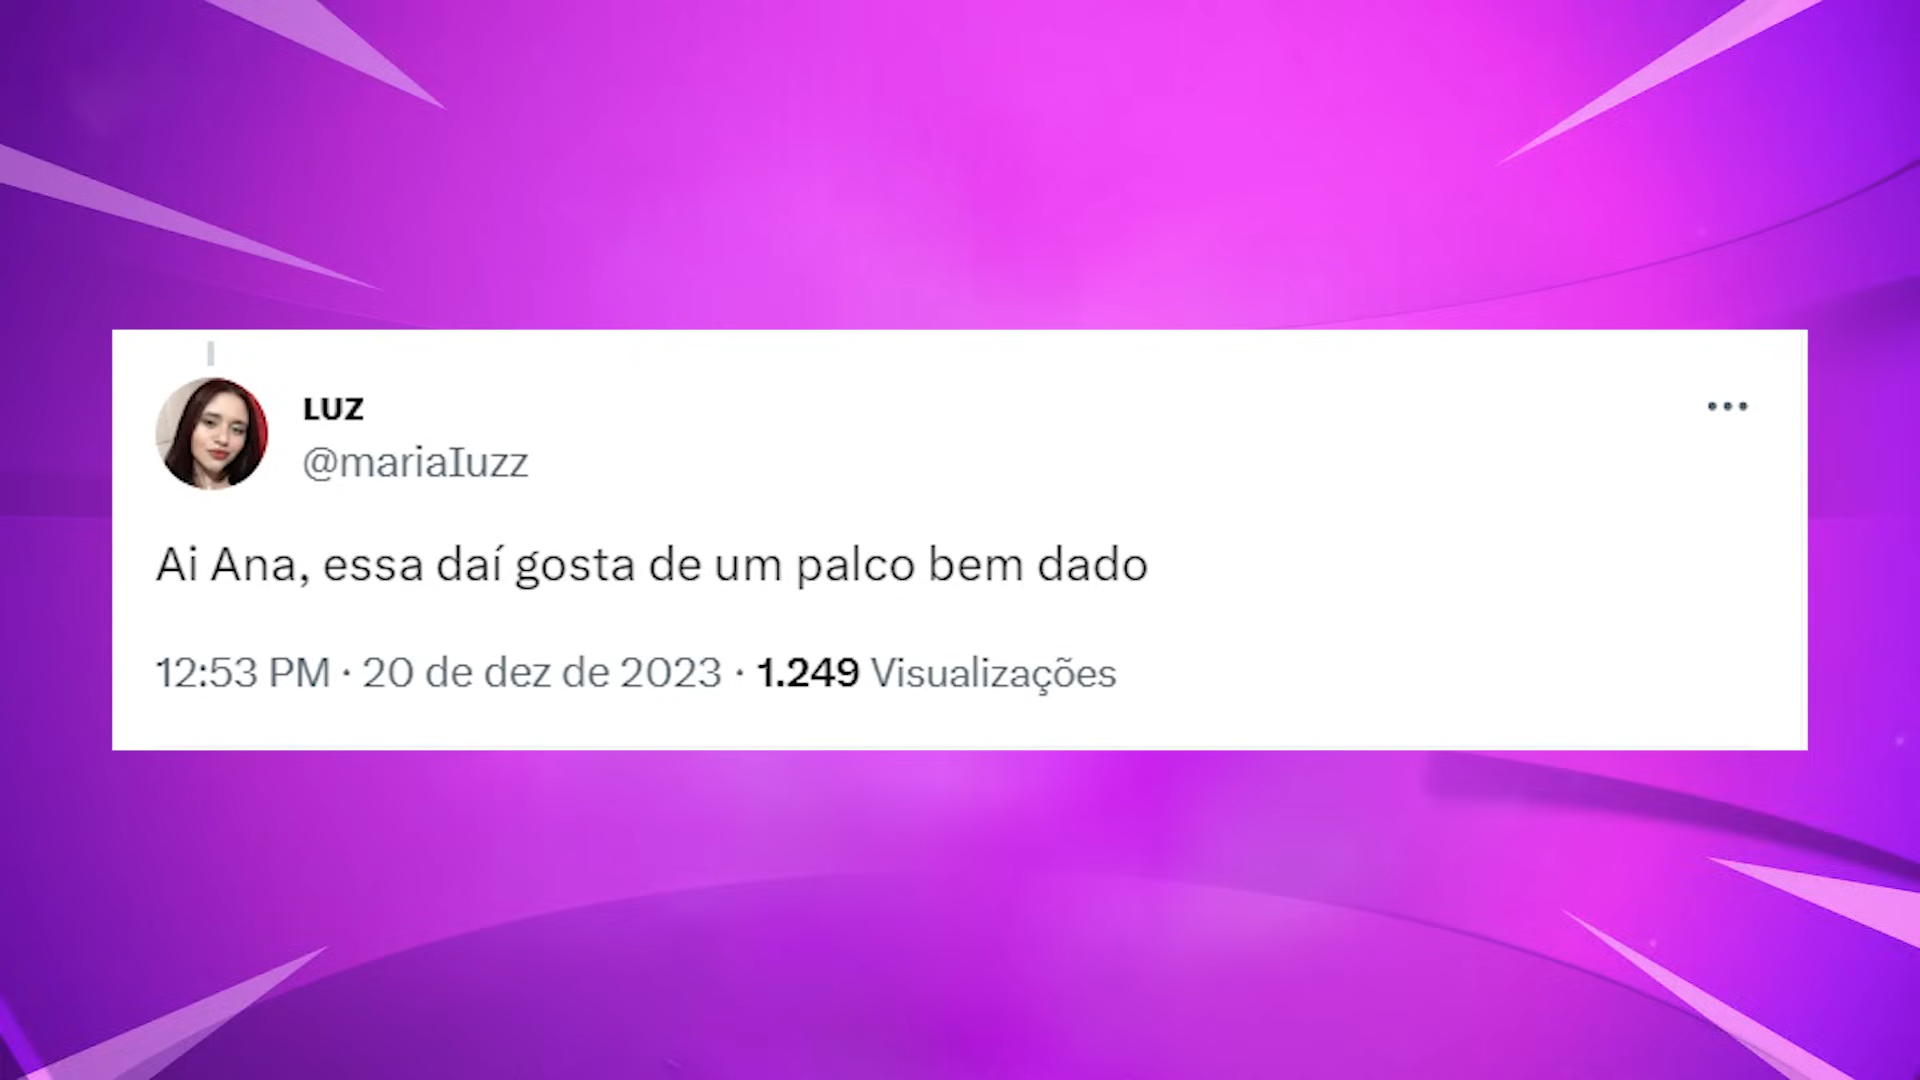 LUZ
@mariaIuzz
Ai Ana, essa daí gosta de um palco bem dado
12:53 PM · 20 de dez de 2023 · 1.249 Visualizações